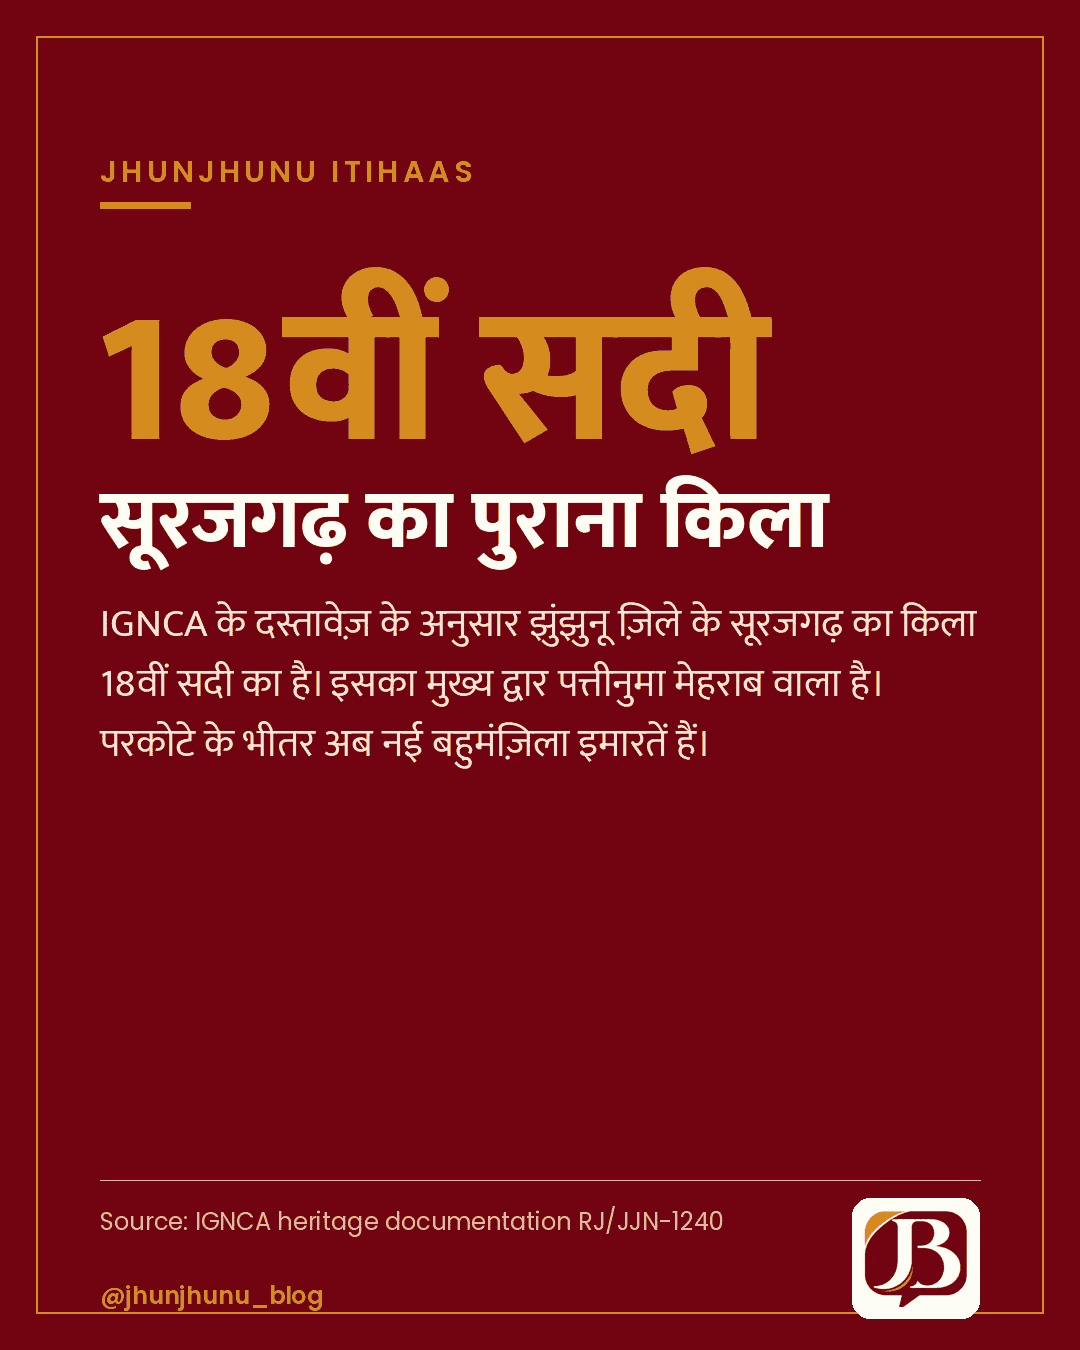 JHUNJHUNU ITIHAAS
18वीं सदी
सूरजगढ़ का पुराना किला
IGNCA के दस्तावेज़ के अनुसार झुंझुनू ज़िले के सूरजगढ़ का किला
18वीं सदी का है। इसका मुख्य द्वार पत्तीनुमा मेहराब वाला है।
परकोटे के भीतर अब नई बहुमंज़िला इमारतें हैं।
Source: IGNCA heritage documentation RJ/JJN-1240
@jhunjhunu_blog
JB